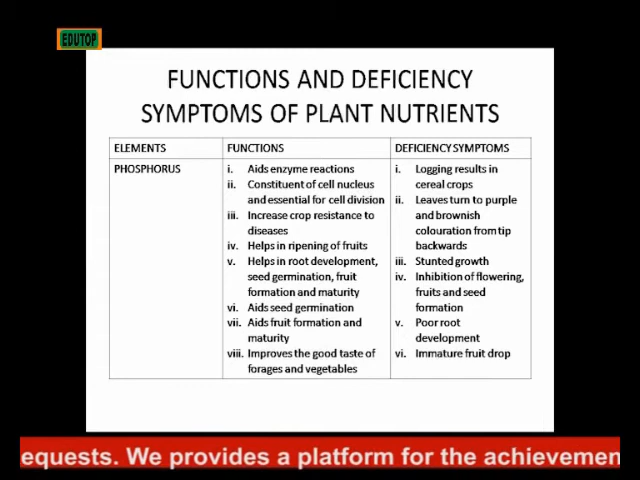 EDUTOP
FUNCTIONS AND DEFICIENCY
SYMPTOMS OF PLANT NUTRIENTS
ELEMENTS
FUNCTIONS
DEFICIENCY SYMPTOMS
PHOSPHORUS
i. Aids enzyme reactions
ii. Constituent of cell nucleus
and essential for cell division
iii. Increase crop resistance to
diseases
iv. Helps in ripening of fruits
v. Helps in root development,
seed germination, fruit
formation and maturity
vi. Aids seed germination
vii. Aids fruit formation and
maturity
viii. Improves the good taste of
forages and vegetables
i. Logging results in
cereal crops
ii. Leaves turn to purple
and brownish
colouration from tip
backwards
iii. Stunted growth
iv. Inhibition of flowering,
fruits and seed
formation
v. Poor root
development
vi. Immature fruit drop
equests. We provides a platform for the achievemen